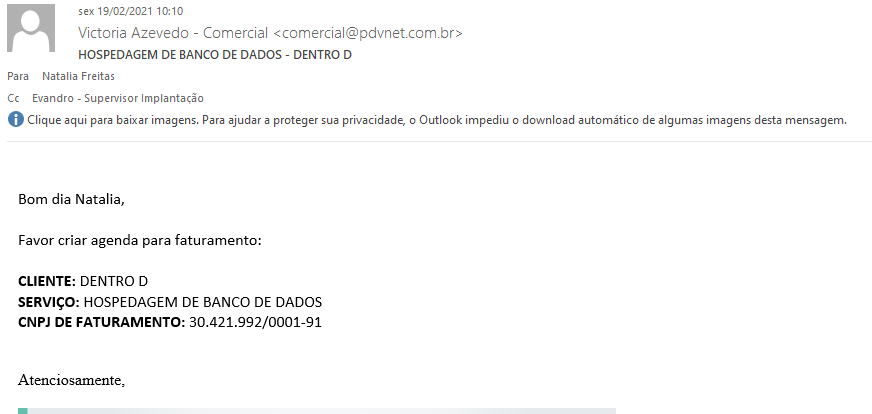 sex 19/02/2021 10:10
Victoria Azevedo - Comercial <comercial@pdvnet.com.br>
HOSPEDAGEM DE BANCO DE DADOS - DENTRO D
Para Natalia Freitas
Cc Evandro - Supervisor Implantação
Clique aqui para baixar imagens. Para ajudar a proteger sua privacidade, o Outlook impediu o download automático de algumas imagens desta mensagem.
Bom dia Natalia,
Favor criar agenda para faturamento:
CLIENTE: DENTRO D
SERVIÇO: HOSPEDAGEM DE BANCO DE DADOS
CNPJ DE FATURAMENTO: 30.421.992/0001-91
Atenciosamente,